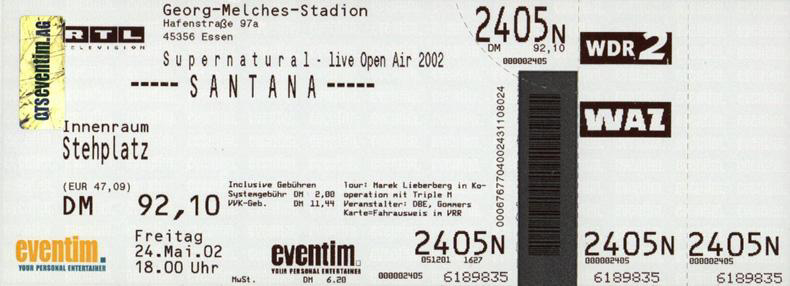 Georg-Melches-Stadion
Hafenstraße 97a
45356 Essen
RTL
TELEVISION
CTSeventim.AG
Supernatural - live Open Air 2002
----- SANTANA -----
Innenraum
Stehplatz
(EUR 47,09)
DM 92,10
Inclusive Gebühren
Systemgebühr DM 2,00
VVK-Geb. DM 11,44
Tour: Marek Lieberberg in Ko-
operation mit Triple M
Veranstalter: DBE, Gommers
Karte=Fahrausweis im VRR
eventim.
YOUR PERSONAL ENTERTAINER
Freitag
24.Mai.02
18.00 Uhr
eventim.
YOUR PERSONAL ENTERTAINER
MwSt. DM 6.20
2405N
051201 1627
000002405
6189835
2405N
DM 92,10
000002405
0006767704002431108024
WDR 2
WAZ
2405N
000002405
6189835
2405N
000002405
6189835